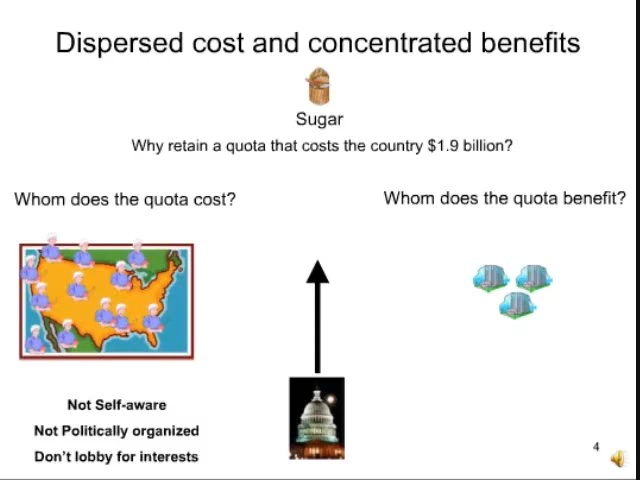 Dispersed cost and concentrated benefits
Sugar
Why retain a quota that costs the country $1.9 billion?
Whom does the quota cost?
Whom does the quota benefit?
Not Self-aware
Not Politically organized
Don't lobby for interests
4